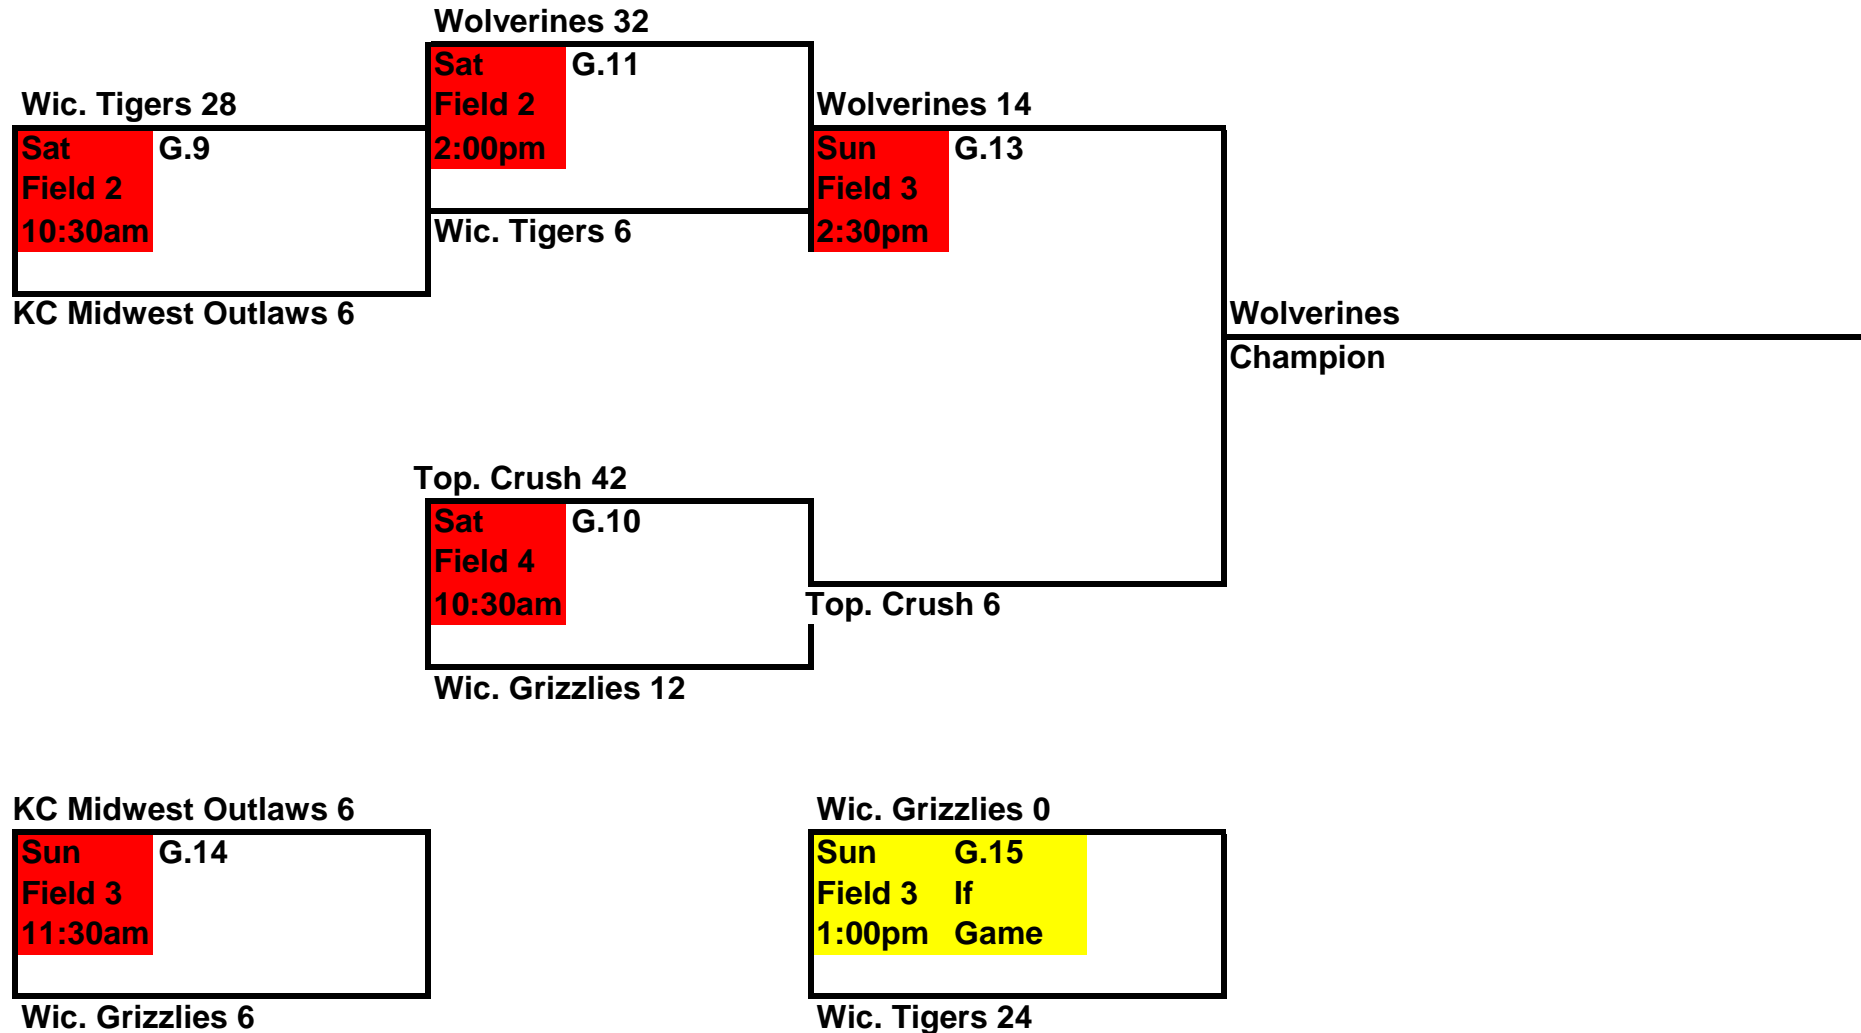 Wolverines 32
Sat G.11
Wic. Tigers 28 Field 2 Wolverines 14
Sat G.9 2:00pm Sun G.13
Field 2 Field 3
10:30am Wic. Tigers 6 2:30pm
KC Midwest Outlaws 6 Wolverines
Champion
Top. Crush 42
Sat G.10
Field 4
10:30am Top. Crush 6
Wic. Grizzlies 12
KC Midwest Outlaws 6 Wic. Grizzlies 0
Sun G.14 Sun G.15
Field 3 Field 3 If
11:30am 1:00pm Game
Wic. Grizzlies 6 Wic. Tigers 24